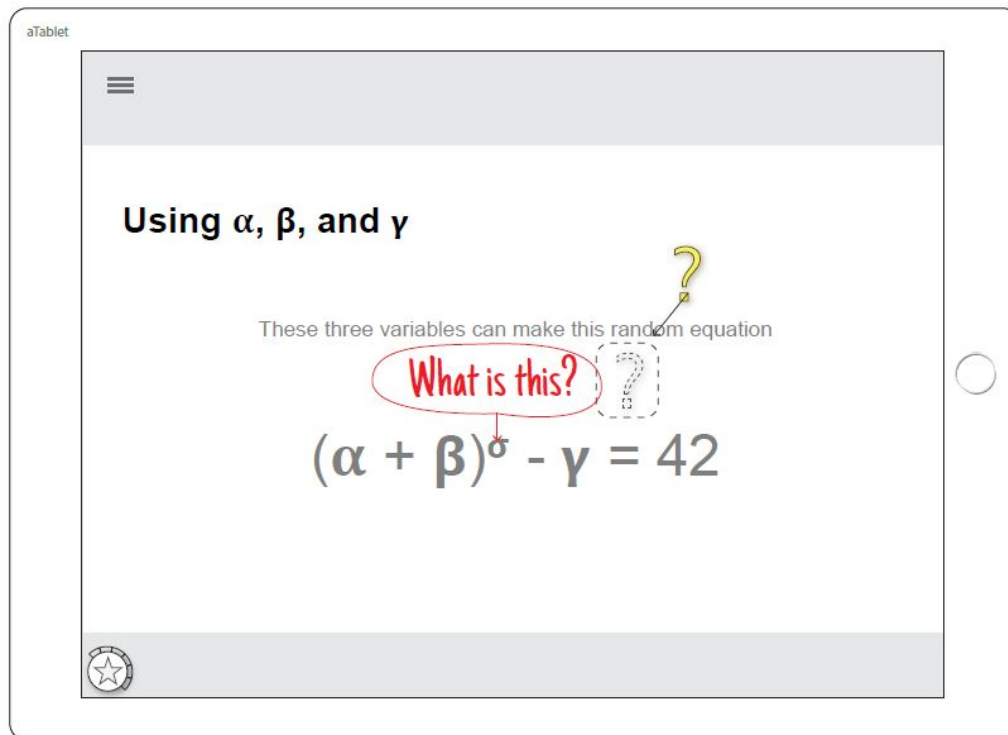 aTablet
Using α, β, and γ
?
These three variables can make this random equation
What is this? ?
(α + β)^σ - γ = 42